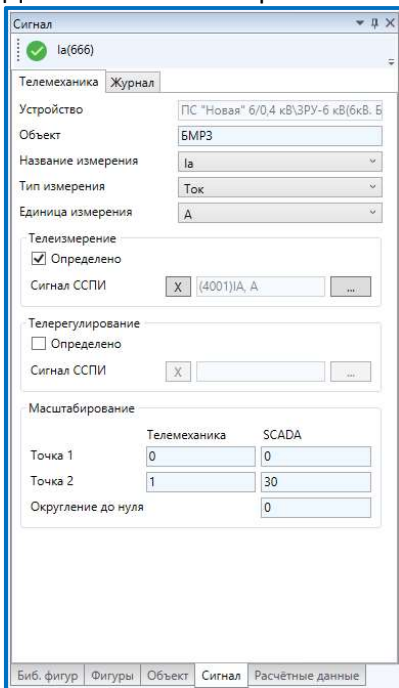 Сигнал
Ia(666)
Телемеханика Журнал
Устройство ПС "Новая" 6/0,4 кВ\ЗРУ-6 кВ(6кВ. Б
Объект БМРЗ
Название измерения Ia
Тип измерения Ток
Единица измерения А
Телеизмерение
Определено
Сигнал ССПИ X (4001)IA, A ...
Телерегулирование
Определено
Сигнал ССПИ X ...
Масштабирование
Телемеханика SCADA
Точка 1 0 0
Точка 2 1 30
Округление до нуля 0
Биб. фигур Фигуры Объект Сигнал Расчётные данные